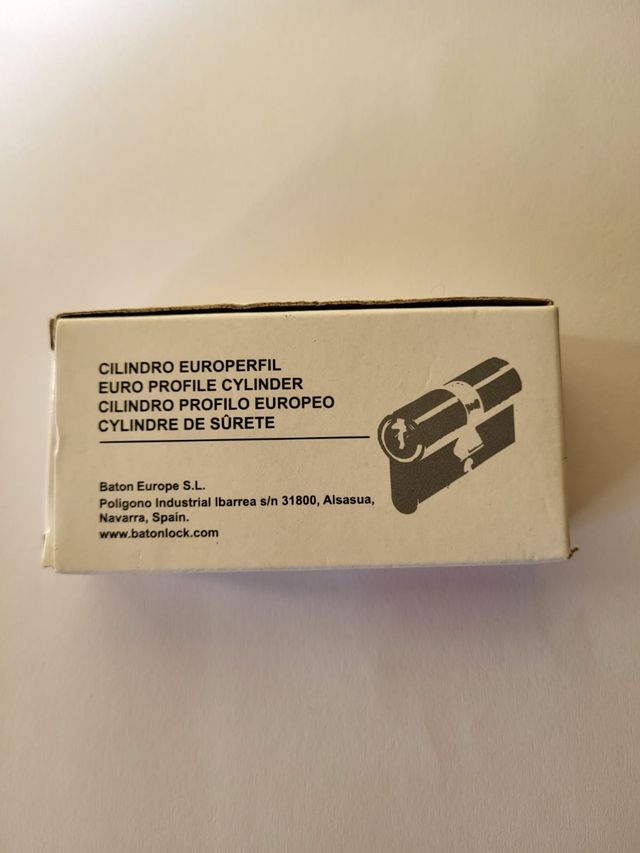 CILINDRO EUROPERFIL
EURO PROFILE CYLINDER
CILINDRO PROFILO EUROPEO
CYLINDRE DE SÛRETE
Baton Europe S.L.
Poligono Industrial Ibarrea s/n 31800, Alsasua,
Navarra, Spain.
www.batonlock.com